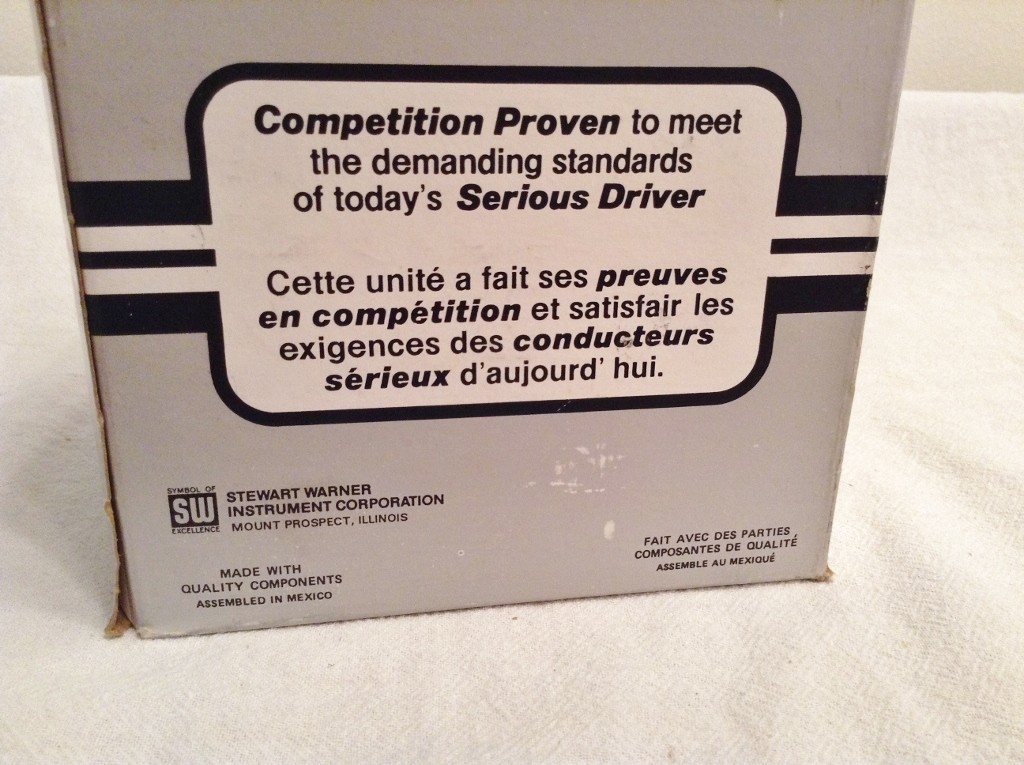 Competition Proven to meet
the demanding standards
of today's Serious Driver
Cette unité a fait ses preuves
en compétition et satisfair les
exigences des conducteurs
sérieux d'aujourd' hui.
SYMBOL OF
SW
EXCELLENCE
STEWART WARNER
INSTRUMENT CORPORATION
MOUNT PROSPECT, ILLINOIS
MADE WITH
QUALITY COMPONENTS
ASSEMBLED IN MEXICO
FAIT AVEC DES PARTIES
COMPOSANTES DE QUALITÉ
ASSEMBLE AU MEXIQUÉ